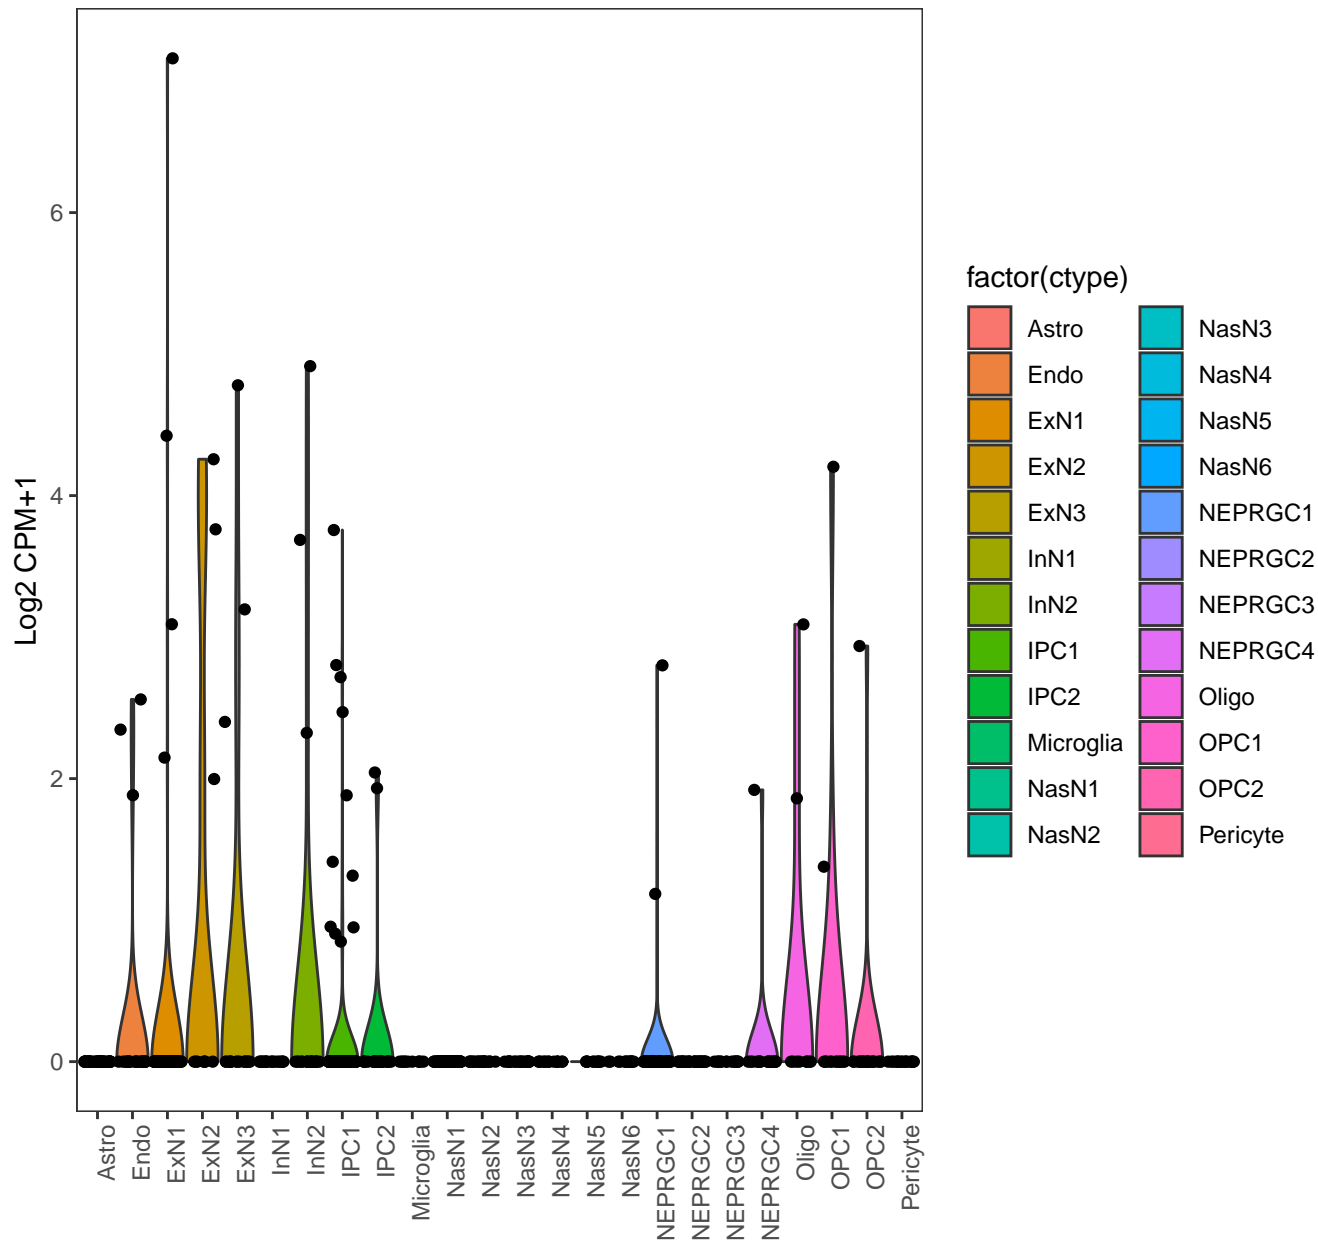 6
4
2
0
Log2 CPM+1
Astro
Endo
ExN1
ExN2
ExN3
InN1
InN2
IPC1
IPC2
Microglia
NasN1
NasN2
NasN3
NasN4
NasN5
NasN6
NEPRGC1
NEPRGC2
NEPRGC3
NEPRGC4
Oligo
OPC1
OPC2
Pericyte
factor(ctype)
Astro
Endo
ExN1
ExN2
ExN3
InN1
InN2
IPC1
IPC2
Microglia
NasN1
NasN2
NasN3
NasN4
NasN5
NasN6
NEPRGC1
NEPRGC2
NEPRGC3
NEPRGC4
Oligo
OPC1
OPC2
Pericyte